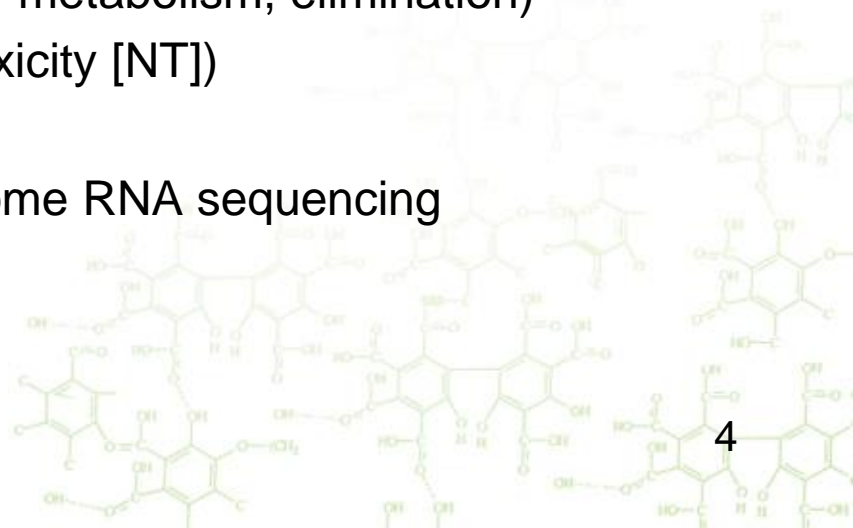 metabolism, elimination)
xicity [NT])
ome RNA sequencing
4